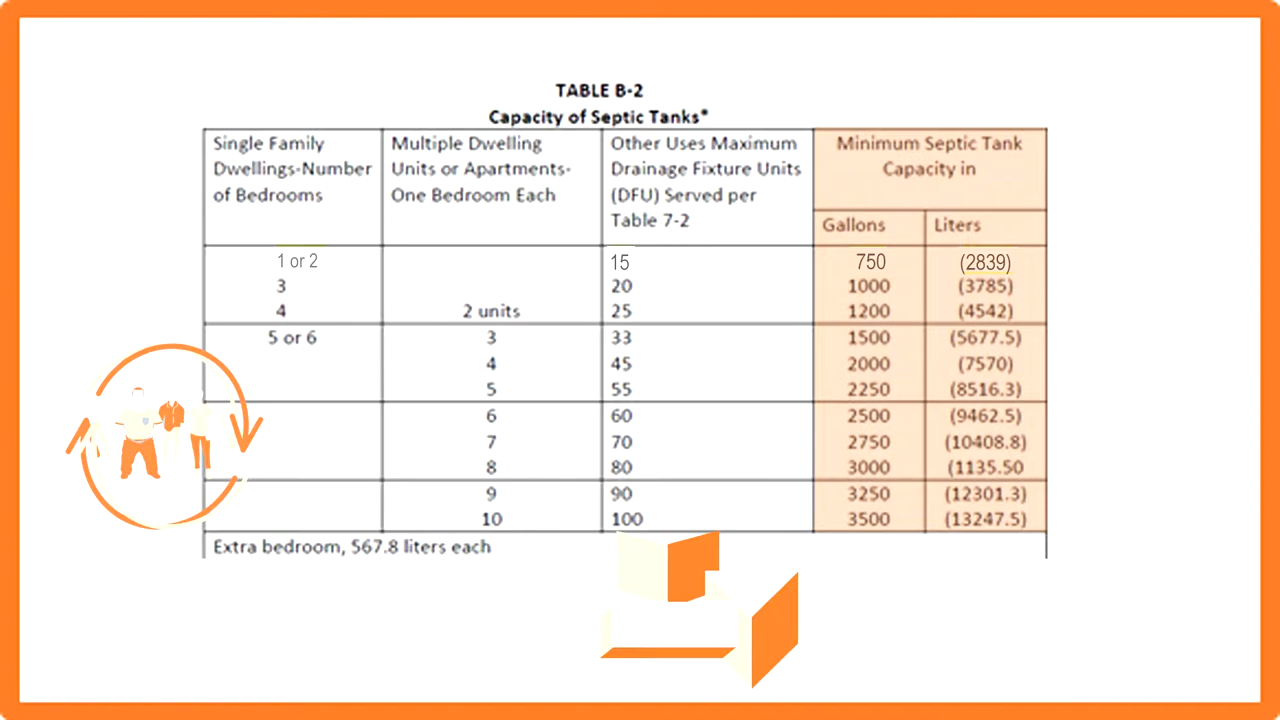 TABLE B-2
Capacity of Septic Tanks*
Single Family Dwellings-Number of Bedrooms
Multiple Dwelling Units or Apartments- One Bedroom Each
Other Uses Maximum Drainage Fixture Units (DFU) Served per Table 7-2
Minimum Septic Tank Capacity in
Gallons Liters
1 or 2 15 750 (2839)
3 20 1000 (3785)
4 2 units 25 1200 (4542)
5 or 6 3 33 1500 (5677.5)
4 45 2000 (7570)
5 55 2250 (8516.3)
6 60 2500 (9462.5)
7 70 2750 (10408.8)
8 80 3000 (1135.50
9 90 3250 (12301.3)
10 100 3500 (13247.5)
Extra bedroom, 567.8 liters each